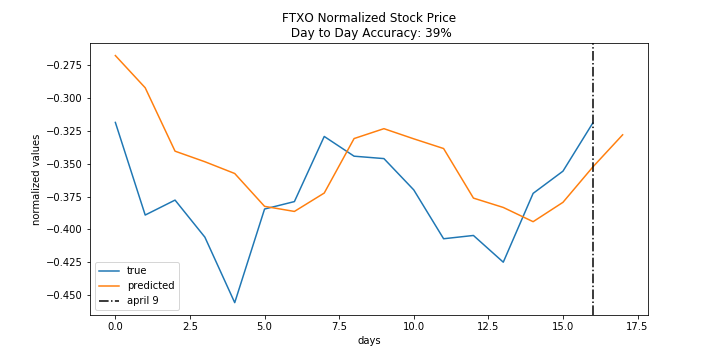 FTXO Normalized Stock Price
Day to Day Accuracy: 39%
normalized values
−0.275
−0.300
−0.325
−0.350
−0.375
−0.400
−0.425
−0.450
true
predicted
april 9
0.0 2.5 5.0 7.5 10.0 12.5 15.0 17.5
days